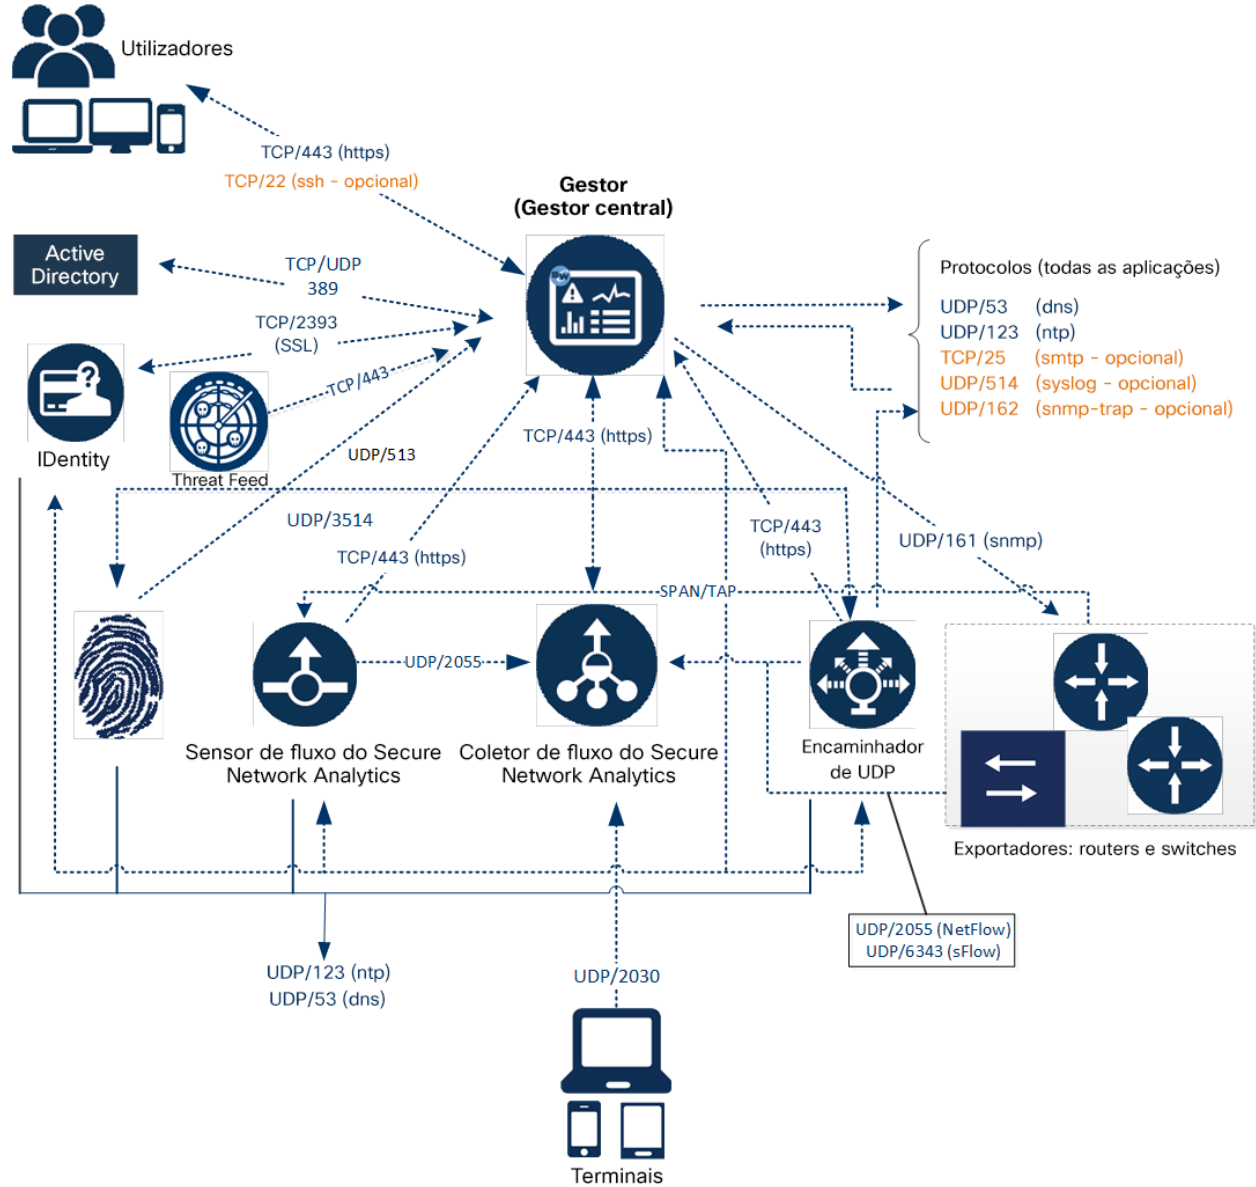 Utilizadores
TCP/443 (https)
TCP/22 (ssh - opcional)
Gestor
(Gestor central)
Active
Directory
TCP/UDP
389
TCP/2393
(SSL)
TCP/443
SW
Protocolos (todas as aplicações)
UDP/53 (dns)
UDP/123 (ntp)
TCP/25 (smtp - opcional)
UDP/514 (syslog - opcional)
UDP/162 (snmp-trap - opcional)
IDentity
Threat Feed
UDP/513
TCP/443 (https)
UDP/3514
TCP/443 (https)
TCP/443
(https)
UDP/161 (snmp)
SPAN/TAP
UDP/2055
Sensor de fluxo do Secure
Network Analytics
Coletor de fluxo do Secure
Network Analytics
Encaminhador
de UDP
Exportadores: routers e switches
UDP/2055 (NetFlow)
UDP/6343 (sFlow)
UDP/123 (ntp)
UDP/53 (dns)
UDP/2030
Terminais